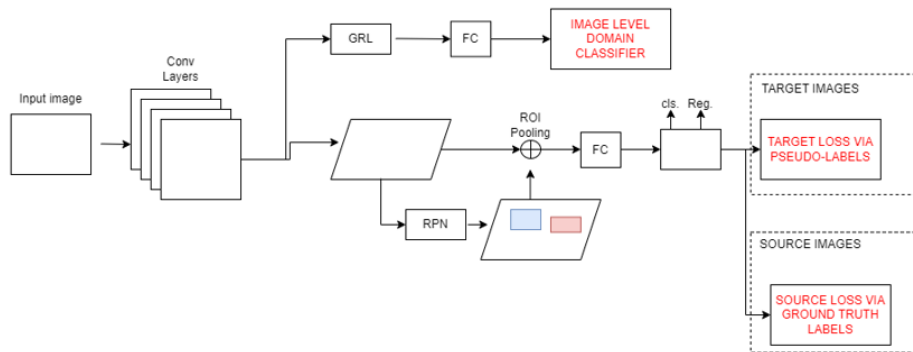 GRL
FC
IMAGE LEVEL
DOMAIN
CLASSIFIER
Conv
Layers
Input image
ROI
Pooling
FC
cls. Reg.
TARGET IMAGES
TARGET LOSS VIA
PSEUDO-LABELS
RPN
SOURCE IMAGES
SOURCE LOSS VIA
GROUND TRUTH
LABELS